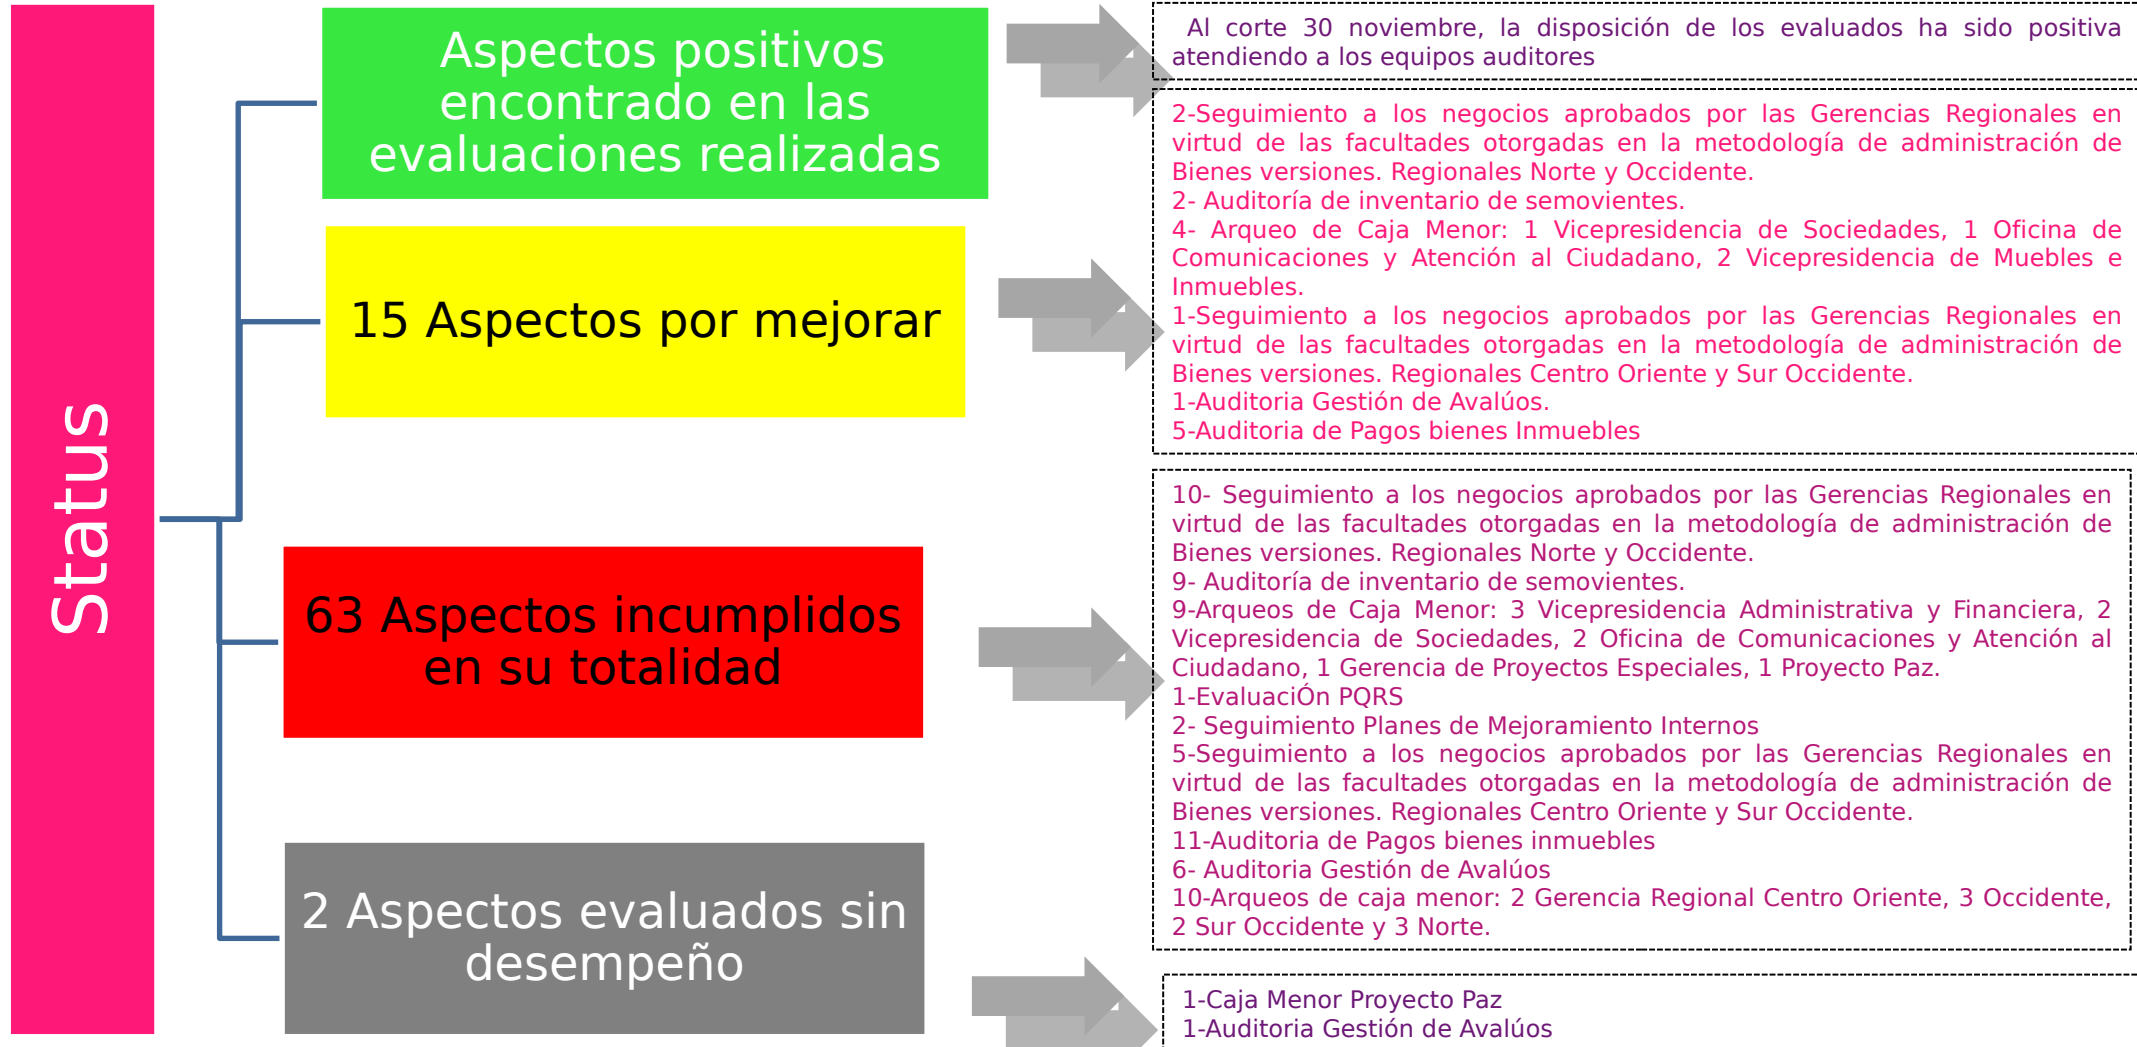 Status
Aspectos positivos
encontrado en las
evaluaciones realizadas
Al corte 30 noviembre, la disposición de los evaluados ha sido positiva
atendiendo a los equipos auditores
15 Aspectos por mejorar
2-Seguimiento a los negocios aprobados por las Gerencias Regionales en
virtud de las facultades otorgadas en la metodología de administración de
Bienes versiones. Regionales Norte y Occidente.
2- Auditoría de inventario de semovientes.
4- Arqueo de Caja Menor: 1 Vicepresidencia de Sociedades, 1 Oficina de
Comunicaciones y Atención al Ciudadano, 2 Vicepresidencia de Muebles e
Inmuebles.
1-Seguimiento a los negocios aprobados por las Gerencias Regionales en
virtud de las facultades otorgadas en la metodología de administración de
Bienes versiones. Regionales Centro Oriente y Sur Occidente.
1-Auditoria Gestión de Avalúos.
5-Auditoria de Pagos bienes Inmuebles
63 Aspectos incumplidos
en su totalidad
10- Seguimiento a los negocios aprobados por las Gerencias Regionales en
virtud de las facultades otorgadas en la metodología de administración de
Bienes versiones. Regionales Norte y Occidente.
9- Auditoría de inventario de semovientes.
9-Arqueos de Caja Menor: 3 Vicepresidencia Administrativa y Financiera, 2
Vicepresidencia de Sociedades, 2 Oficina de Comunicaciones y Atención al
Ciudadano, 1 Gerencia de Proyectos Especiales, 1 Proyecto Paz.
1-EvaluaciÓn PQRS
2- Seguimiento Planes de Mejoramiento Internos
5-Seguimiento a los negocios aprobados por las Gerencias Regionales en
virtud de las facultades otorgadas en la metodología de administración de
Bienes versiones. Regionales Centro Oriente y Sur Occidente.
11-Auditoria de Pagos bienes inmuebles
6- Auditoria Gestión de Avalúos
10-Arqueos de caja menor: 2 Gerencia Regional Centro Oriente, 3 Occidente,
2 Sur Occidente y 3 Norte.
2 Aspectos evaluados sin
desempeño
1-Caja Menor Proyecto Paz
1-Auditoria Gestión de Avalúos